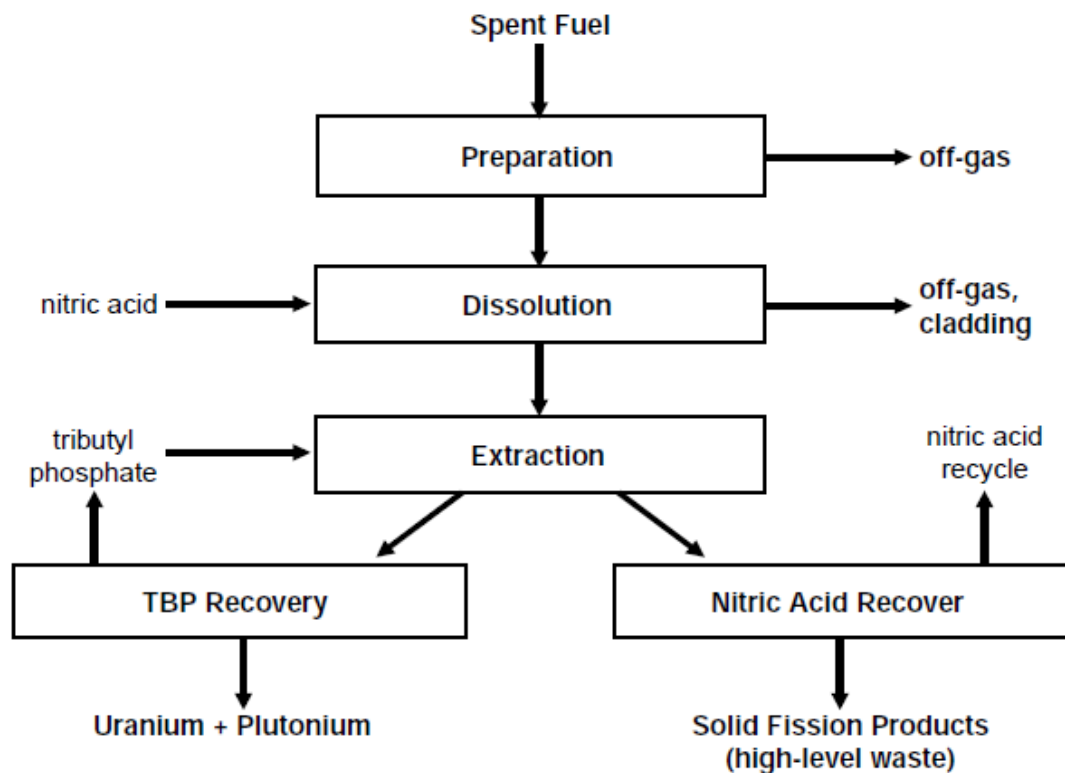 Spent Fuel
Preparation
off-gas
nitric acid
Dissolution
off-gas,
cladding
tributyl
phosphate
Extraction
nitric acid
recycle
TBP Recovery
Nitric Acid Recover
Uranium + Plutonium
Solid Fission Products
(high-level waste)